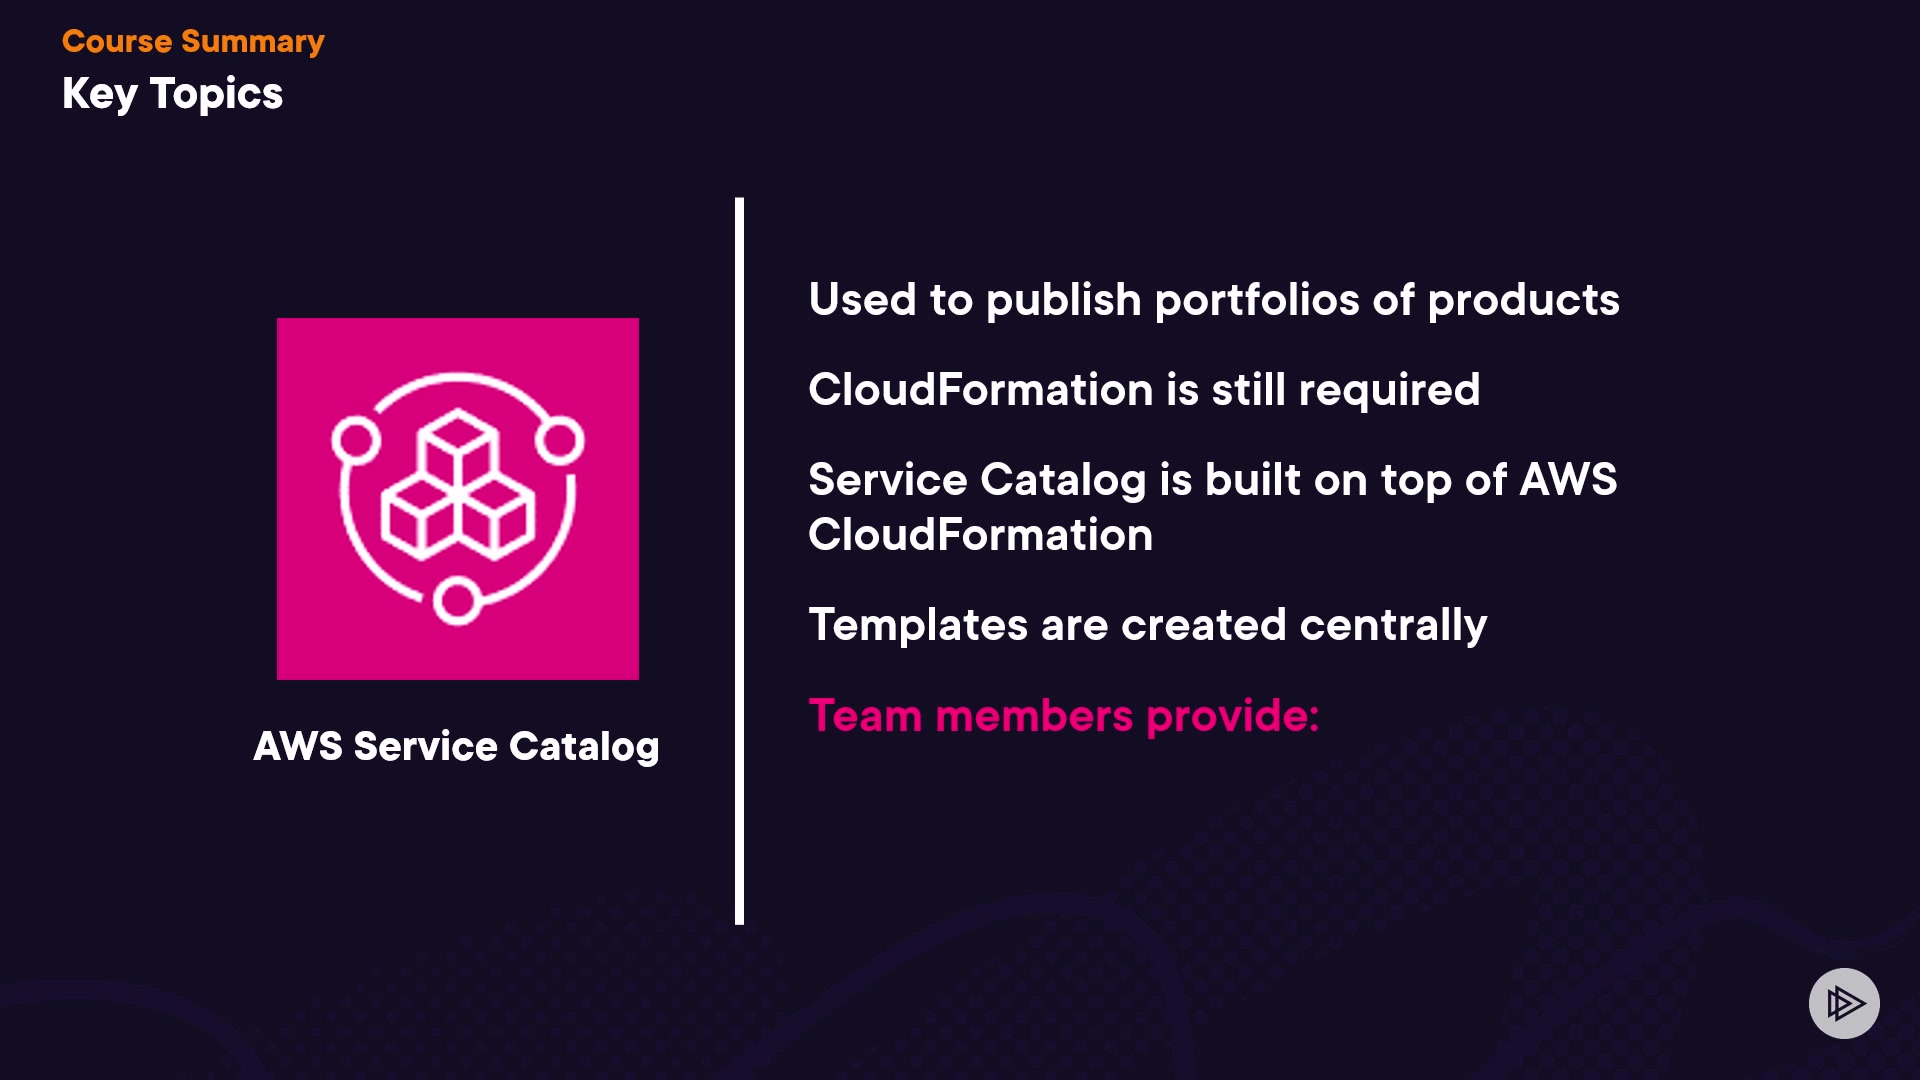 Course Summary
Key Topics
Used to publish portfolios of products
CloudFormation is still required
Service Catalog is built on top of AWS
CloudFormation
Templates are created centrally
Team members provide:
AWS Service Catalog